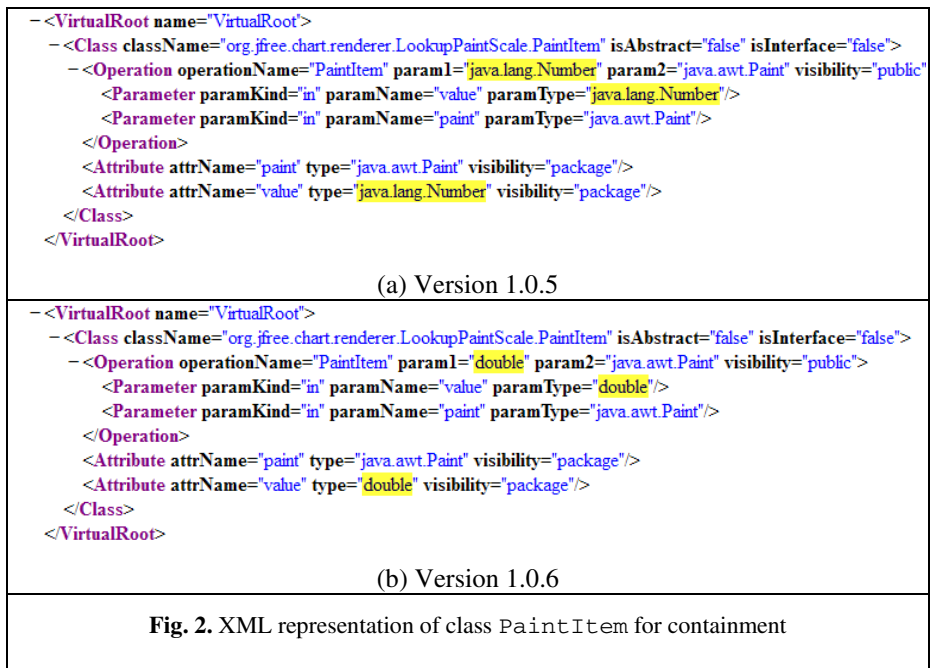 −<VirtualRoot name="VirtualRoot">
−<Class className="org.jfree.chart.renderer.LookupPaintScale.PaintItem" isAbstract="false" isInterface="false">
−<Operation operationName="PaintItem" param1="java.lang.Number" param2="java.awt.Paint" visibility="public"
<Parameter paramKind="in" paramName="value" paramType="java.lang.Number"/>
<Parameter paramKind="in" paramName="paint" paramType="java.awt.Paint"/>
</Operation>
<Attribute attrName="paint" type="java.awt.Paint" visibility="package"/>
<Attribute attrName="value" type="java.lang.Number" visibility="package"/>
</Class>
</VirtualRoot>
(a) Version 1.0.5
−<VirtualRoot name="VirtualRoot">
−<Class className="org.jfree.chart.renderer.LookupPaintScale.PaintItem" isAbstract="false" isInterface="false">
−<Operation operationName="PaintItem" param1="double" param2="java.awt.Paint" visibility="public">
<Parameter paramKind="in" paramName="value" paramType="double"/>
<Parameter paramKind="in" paramName="paint" paramType="java.awt.Paint"/>
</Operation>
<Attribute attrName="paint" type="java.awt.Paint" visibility="package"/>
<Attribute attrName="value" type="double" visibility="package"/>
</Class>
</VirtualRoot>
(b) Version 1.0.6
Fig. 2. XML representation of class PaintItem for containment